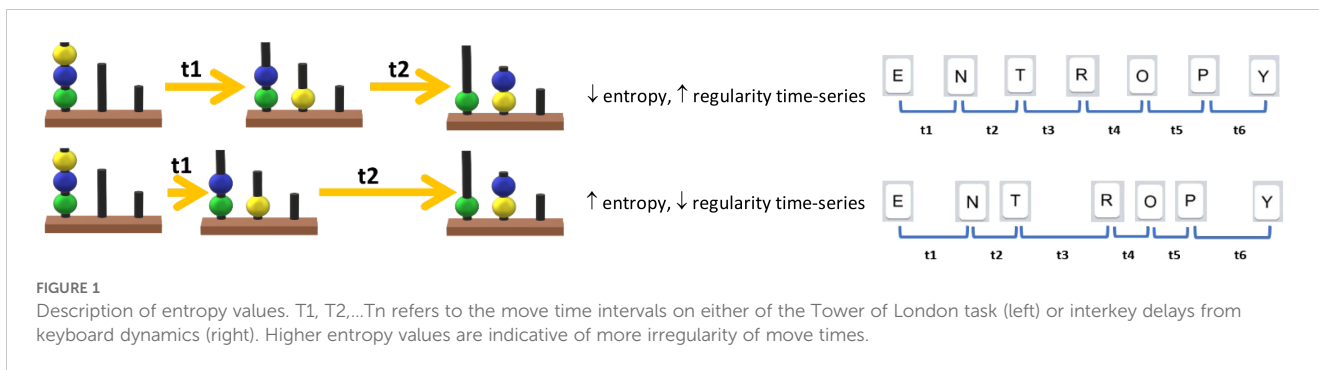 t1
t2
↓ entropy, ↑ regularity time-series
E N T R O P Y
t1 t2 t3 t4 t5 t6
t1
t2
↑ entropy, ↓ regularity time-series
E N T R O P Y
t1 t2 t3 t4 t5 t6
FIGURE 1
Description of entropy values. T1, T2,...Tn refers to the move time intervals on either of the Tower of London task (left) or interkey delays from
keyboard dynamics (right). Higher entropy values are indicative of more irregularity of move times.